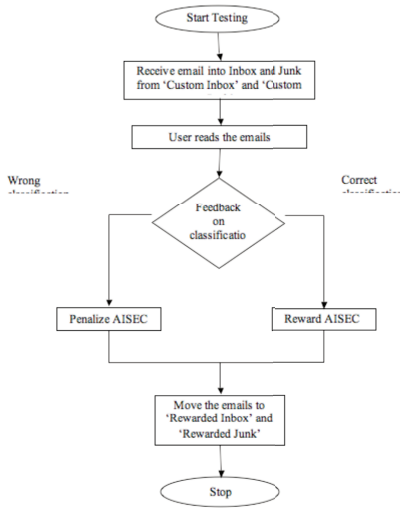 Start Testing
Receive email into Inbox and Junk
from ‘Custom Inbox’ and ‘Custom
User reads the emails
Wrong
Correct
Feedback
on
classificatio
Penalize AISEC
Reward AISEC
Move the emails to
‘Rewarded Inbox’ and
‘Rewarded Junk’
Stop